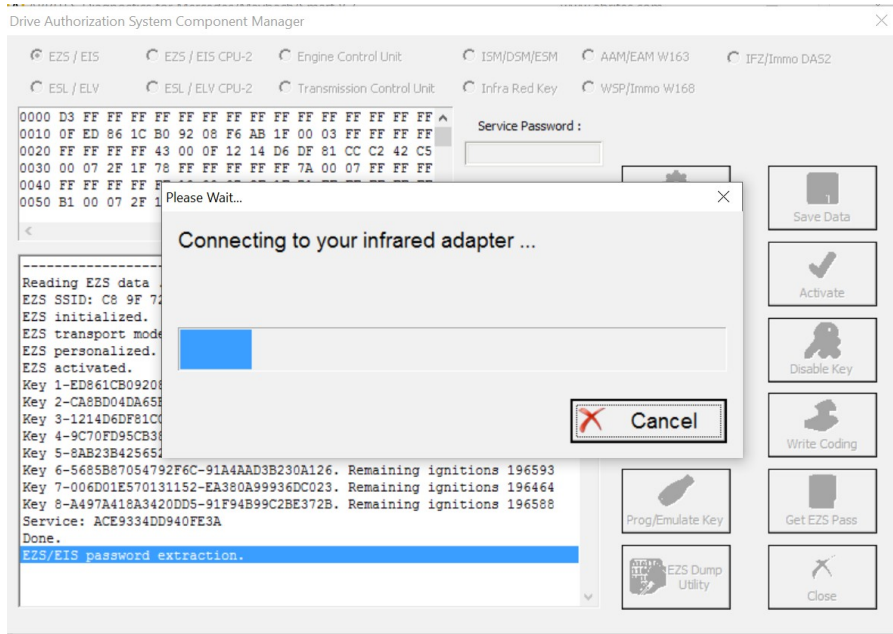 Drive Authorization System Component Manager
EZS / EIS
EZS / EIS CPU-2
Engine Control Unit
ISM/DSM/ESM
AAM/EAM W163
IFZ/Immo DAS2
ESL / ELV
ESL / ELV CPU-2
Transmission Control Unit
Infra Red Key
WSP/Immo W168
0000 D3 FF FF FF FF FF FF FF FF FF FF FF FF FF FF FF
0010 0F ED 86 1C B0 92 08 F6 AB 1F 00 03 FF FF FF FF
0020 FF FF FF FF 43 00 0F 12 14 D6 DF 81 CC C2 42 C5
0030 00 07 2F 1F 78 FF FF FF FF FF 7A 00 07 FF FF FF
0040 FF FF FF
0050 B1 00 07 2F
Service Password :
Please Wait...
Connecting to your infrared adapter ...
Cancel
Save Data
Activate
Disable Key
Write Coding
Prog/Emulate Key
Get EZS Pass
EZS Dump
Utility
Close
--------------------
Reading EZS data
EZS SSID: C8 9F
EZS initialized.
EZS transport mode
EZS personalized.
EZS activated.
Key 1-ED861CB09208
Key 2-CA8BD04DA65
Key 3-1214D6DF81C
Key 4-9C70FD95CB3
Key 5-8AB23B425652
Key 6-5685B87054792F6C-91A4AAD3B230A126. Remaining ignitions 196593
Key 7-006D01E570131152-EA380A99936DC023. Remaining ignitions 196464
Key 8-A497A418A3420DD5-91F94B99C2BE372B. Remaining ignitions 196588
Service: ACE9334DD940FE3A
Done.
EZS/EIS password extraction.